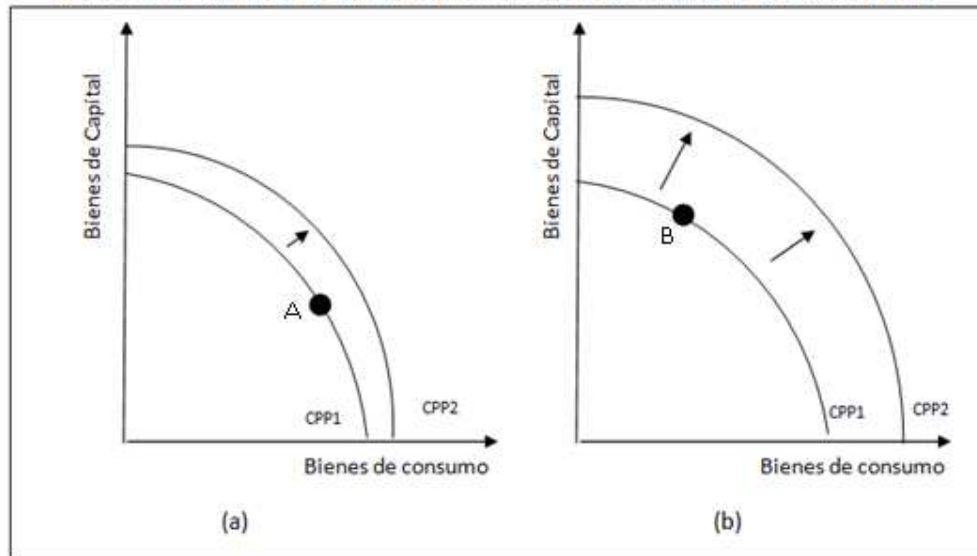 Bienes de Capital
A
CPP1
CPP2
Bienes de consumo
(a)
Bienes de Capital
B
CPP1
CPP2
Bienes de consumo
(b)